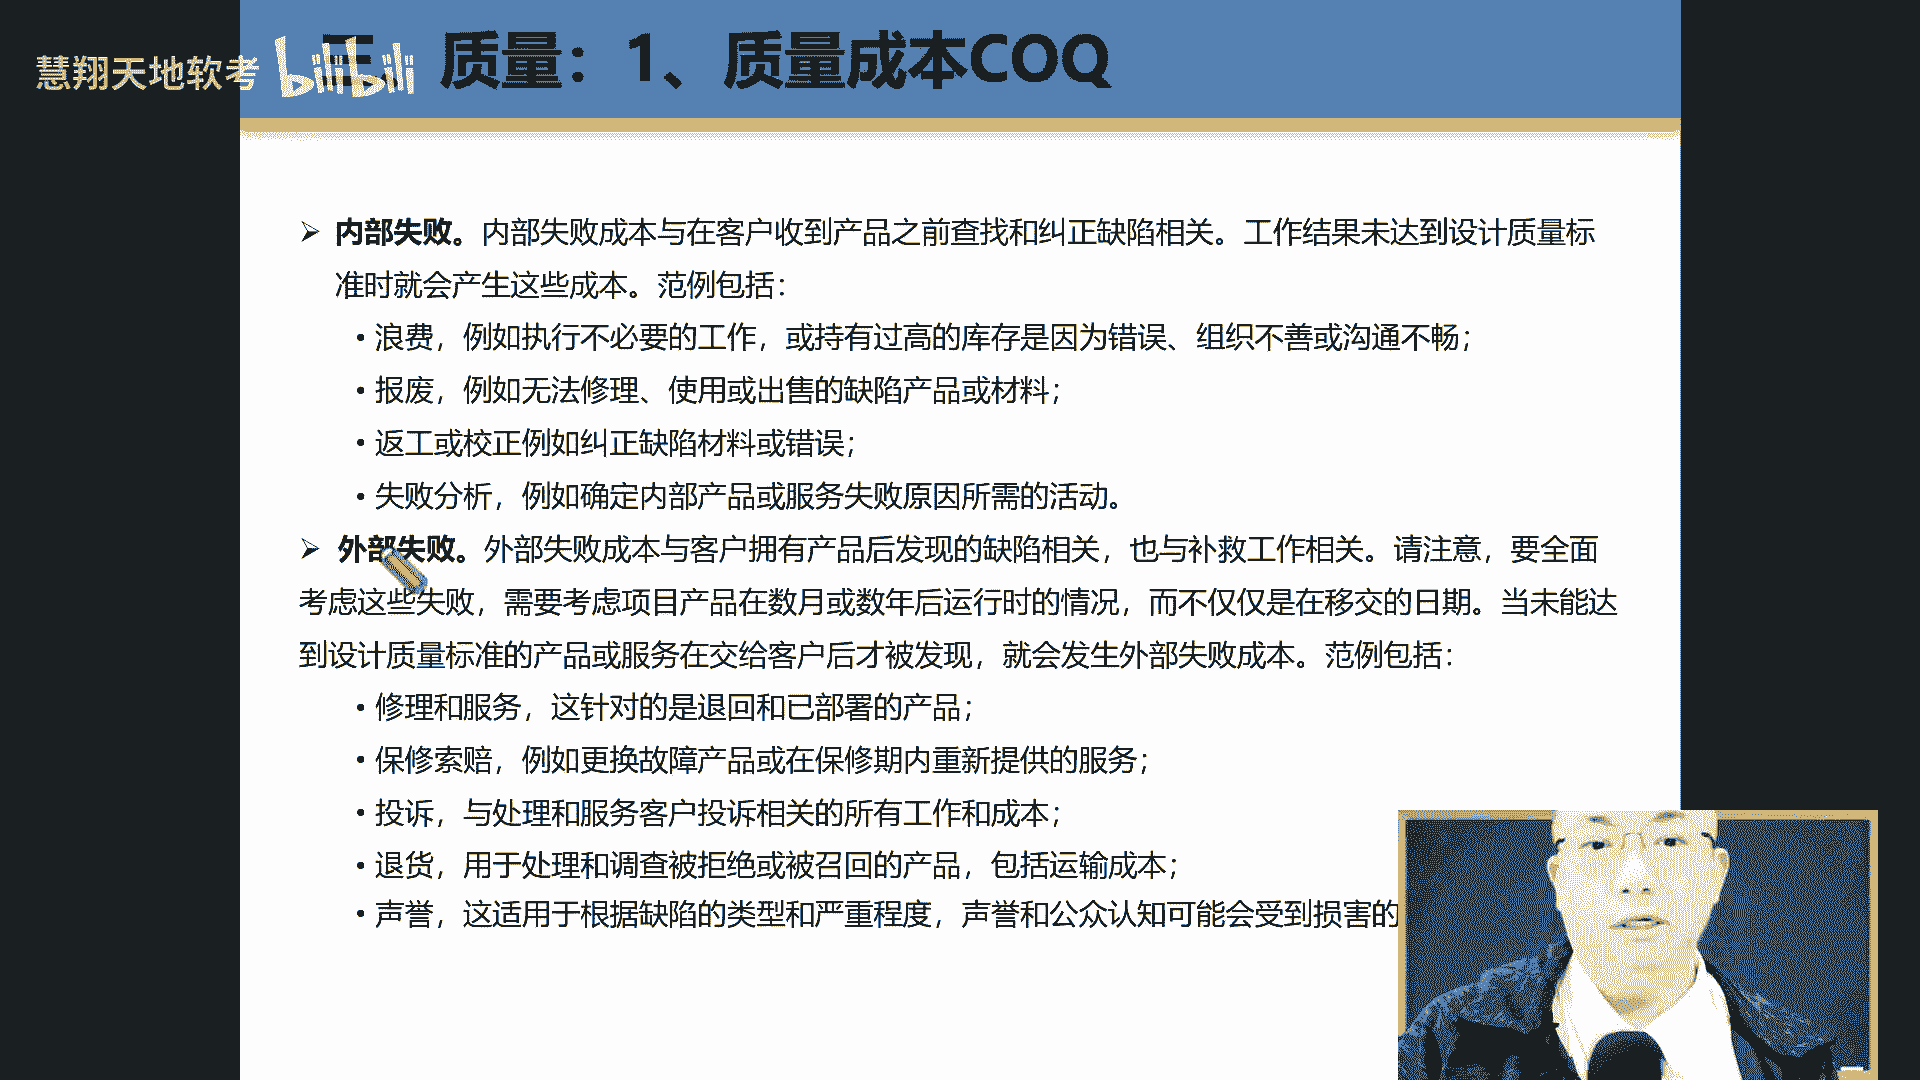 慧翔天地软考 bilibili
三、质量：1、质量成本COQ
➢ 内部失败。内部失败成本与在客户收到产品之前查找和纠正缺陷相关。工作结果未达到设计质量标
准时就会产生这些成本。范例包括：
• 浪费，例如执行不必要的工作，或持有过高的库存是因为错误、组织不善或沟通不畅；
• 报废，例如无法修理、使用或出售的缺陷产品或材料；
• 返工或校正例如纠正缺陷材料或错误；
• 失败分析，例如确定内部产品或服务失败原因所需的活动。
➢ 外部失败。外部失败成本与客户拥有产品后发现的缺陷相关，也与补救工作相关。请注意，要全面
考虑这些失败，需要考虑项目产品在数月或数年后运行时的情况，而不仅仅是在移交的日期。当未能达
到设计质量标准的产品或服务在交给客户后才被发现，就会发生外部失败成本。范例包括：
• 修理和服务，这针对的是退回和已部署的产品；
• 保修索赔，例如更换故障产品或在保修期内重新提供的服务；
• 投诉，与处理和服务客户投诉相关的所有工作和成本；
• 退货，用于处理和调查被拒绝或被召回的产品，包括运输成本；
• 声誉，这适用于根据缺陷的类型和严重程度，声誉和公众认知可能会受到损害的